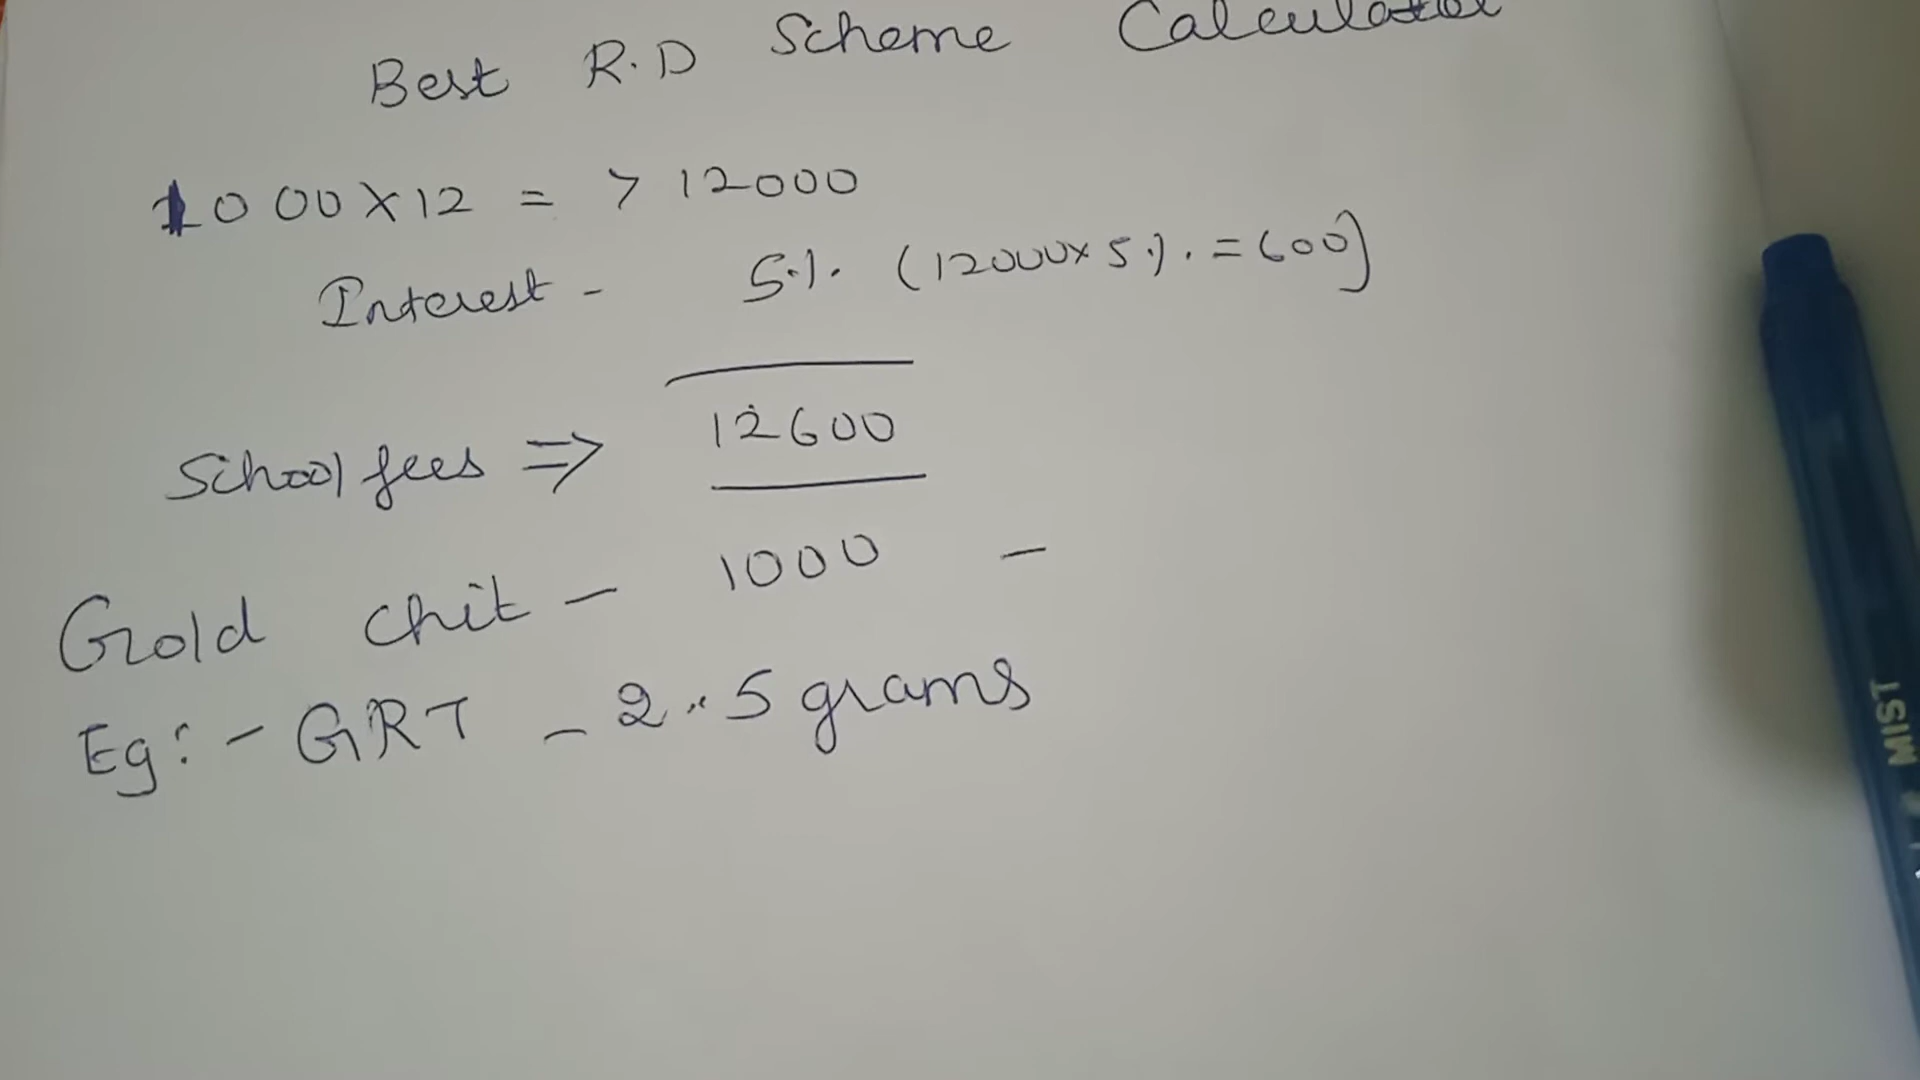 Best R.D Scheme Calculator
1000 X 12 = > 12000
Interest - 5% (12000 x 5% = 600)
School fees => 12600
Gold chit - 1000 -
Eg:- GRT - 2.5 grams
MIST